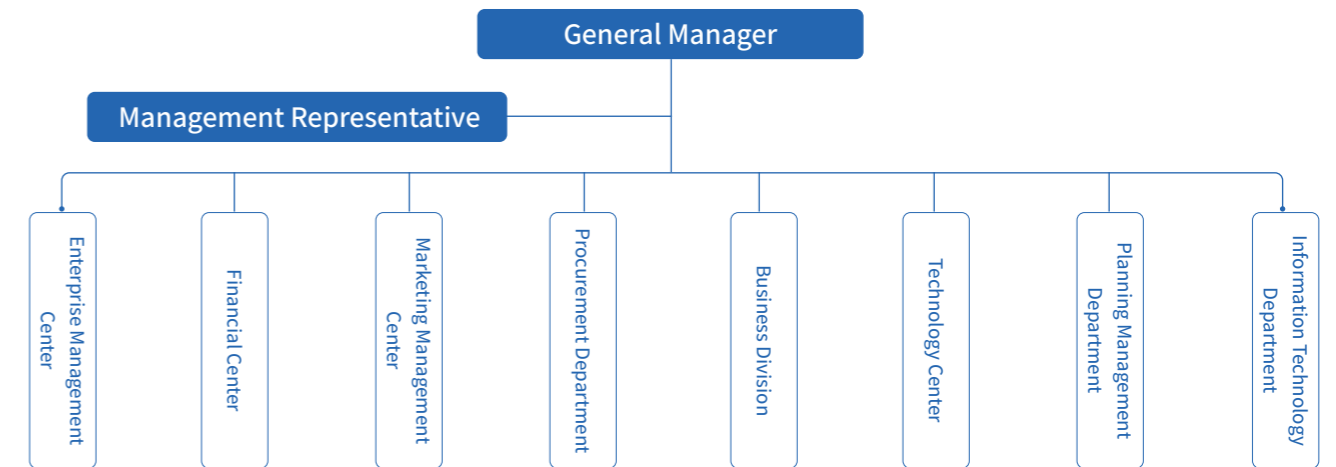 General Manager
Management Representative
Enterprise Management
Center
Financial Center
Marketing Management
Center
Procurement Department
Business Division
Technology Center
Planning Management
Department
Information Technology
Department